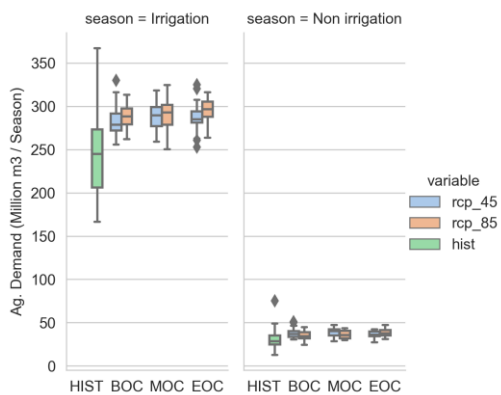 season = Irrigation
season = Non irrigation
Ag. Demand (Million m3 / Season)
350
300
250
200
150
100
50
0
HIST BOC MOC EOC
HIST BOC MOC EOC
variable
rcp_45
rcp_85
hist